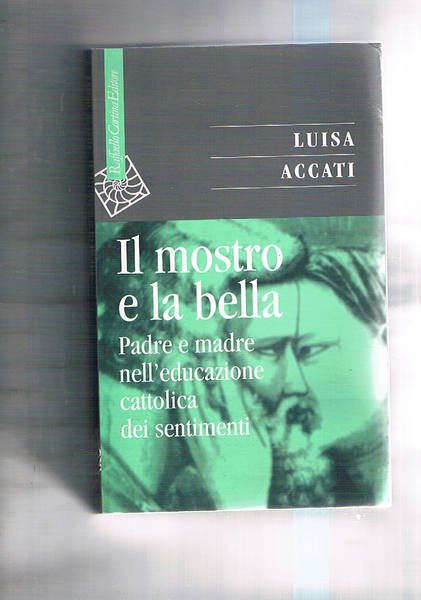 Raffaello Cortina Editore
LUISA
ACCATI
Il mostro
e la bella
Padre e madre
nell'educazione
cattolica
dei sentimenti